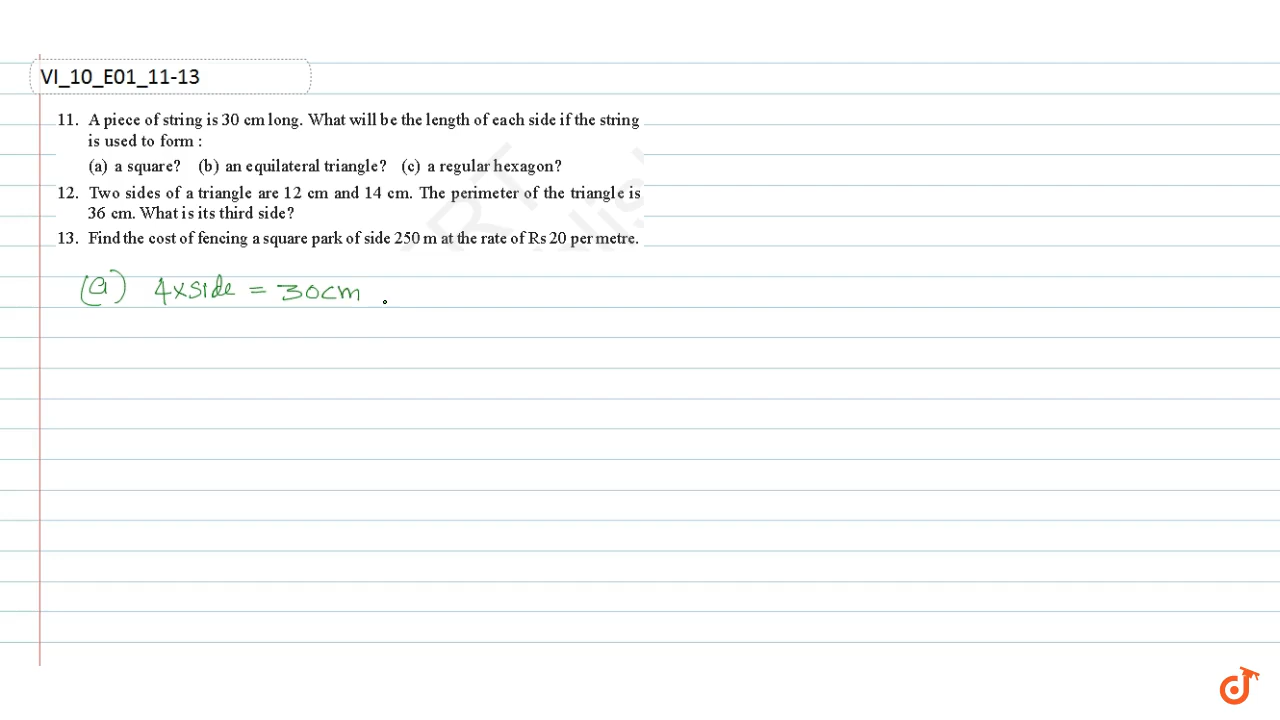 VI_10_E01_11-13
11. A piece of string is 30 cm long. What will be the length of each side if the string
is used to form :
(a) a square? (b) an equilateral triangle? (c) a regular hexagon?
12. Two sides of a triangle are 12 cm and 14 cm. The perimeter of the triangle is
36 cm. What is its third side?
13. Find the cost of fencing a square park of side 250 m at the rate of Rs 20 per metre.
(a) 4×side = 30cm